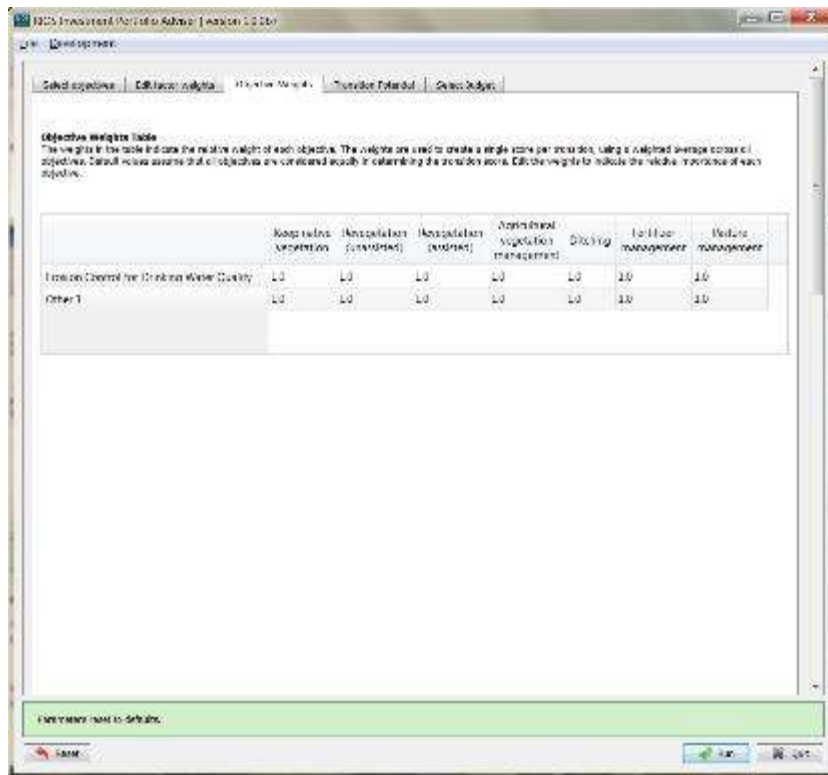 RIOS Investment Portfolio Adviser [version 1.0.0b]
File Development
Select objectives Edit factor weights Objective Weights Transition Potential Select Budget
Objective Weights Table
The weights in the table indicate the relative weight of each objective. The weights are used to create a single score per transition, using a weighted average across all
objectives. Default values assume that all objectives are considered equally in determining the transition score. Edit the weights to indicate the relative importance of each
objective.
Keep native vegetation Revegetation (unassisted) Revegetation (assisted) Agricultural vegetation management Ditching Fertilizer management Pasture management
Erosion Control for Drinking Water Quality 1.0 1.0 1.0 1.0 1.0 1.0 1.0
Other 1 1.0 1.0 1.0 1.0 1.0 1.0 1.0
Parameters reset to defaults.
Reset Run Quit